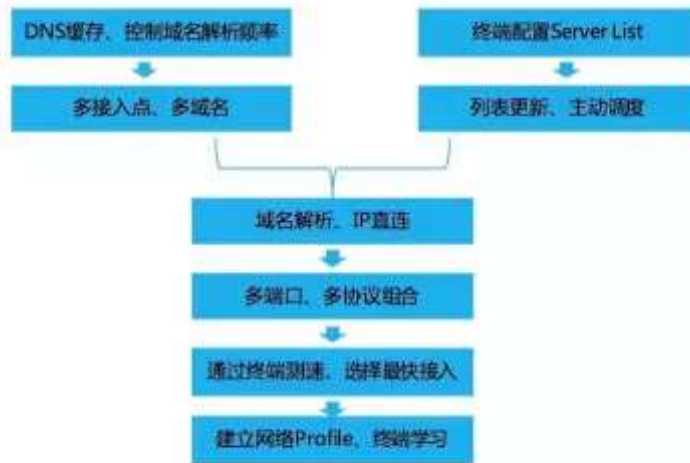 DNS缓存、控制域名解析频率
终端配置Server List
多接入点、多域名
列表更新、主动调度
域名解析、IP直连
多端口、多协议组合
通过终端测速、选择最快接入
建立网络Profile、终端学习